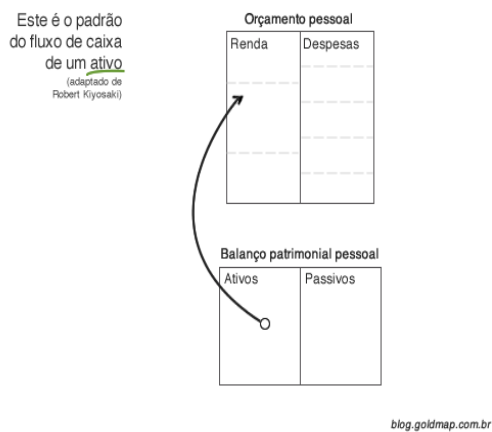 Este é o padrão
do fluxo de caixa
de um ativo
(adaptado de
Robert Kiyosaki)
Orçamento pessoal
Renda
Despesas
Balanço patrimonial pessoal
Ativos
Passivos
blog.goldmap.com.br